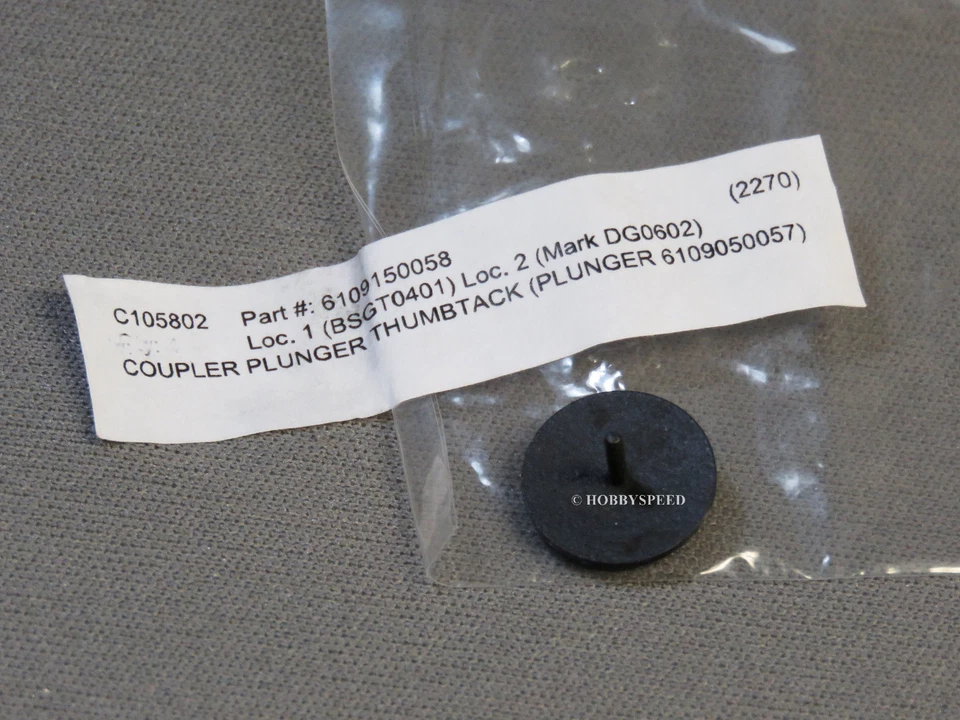 (2270)
C105802 Part #: 6109150058
Loc. 1 (BSGT0401) Loc. 2 (Mark DG0602)
COUPLER PLUNGER THUMBTACK (PLUNGER 6109050057)
© HOBBYSPEED